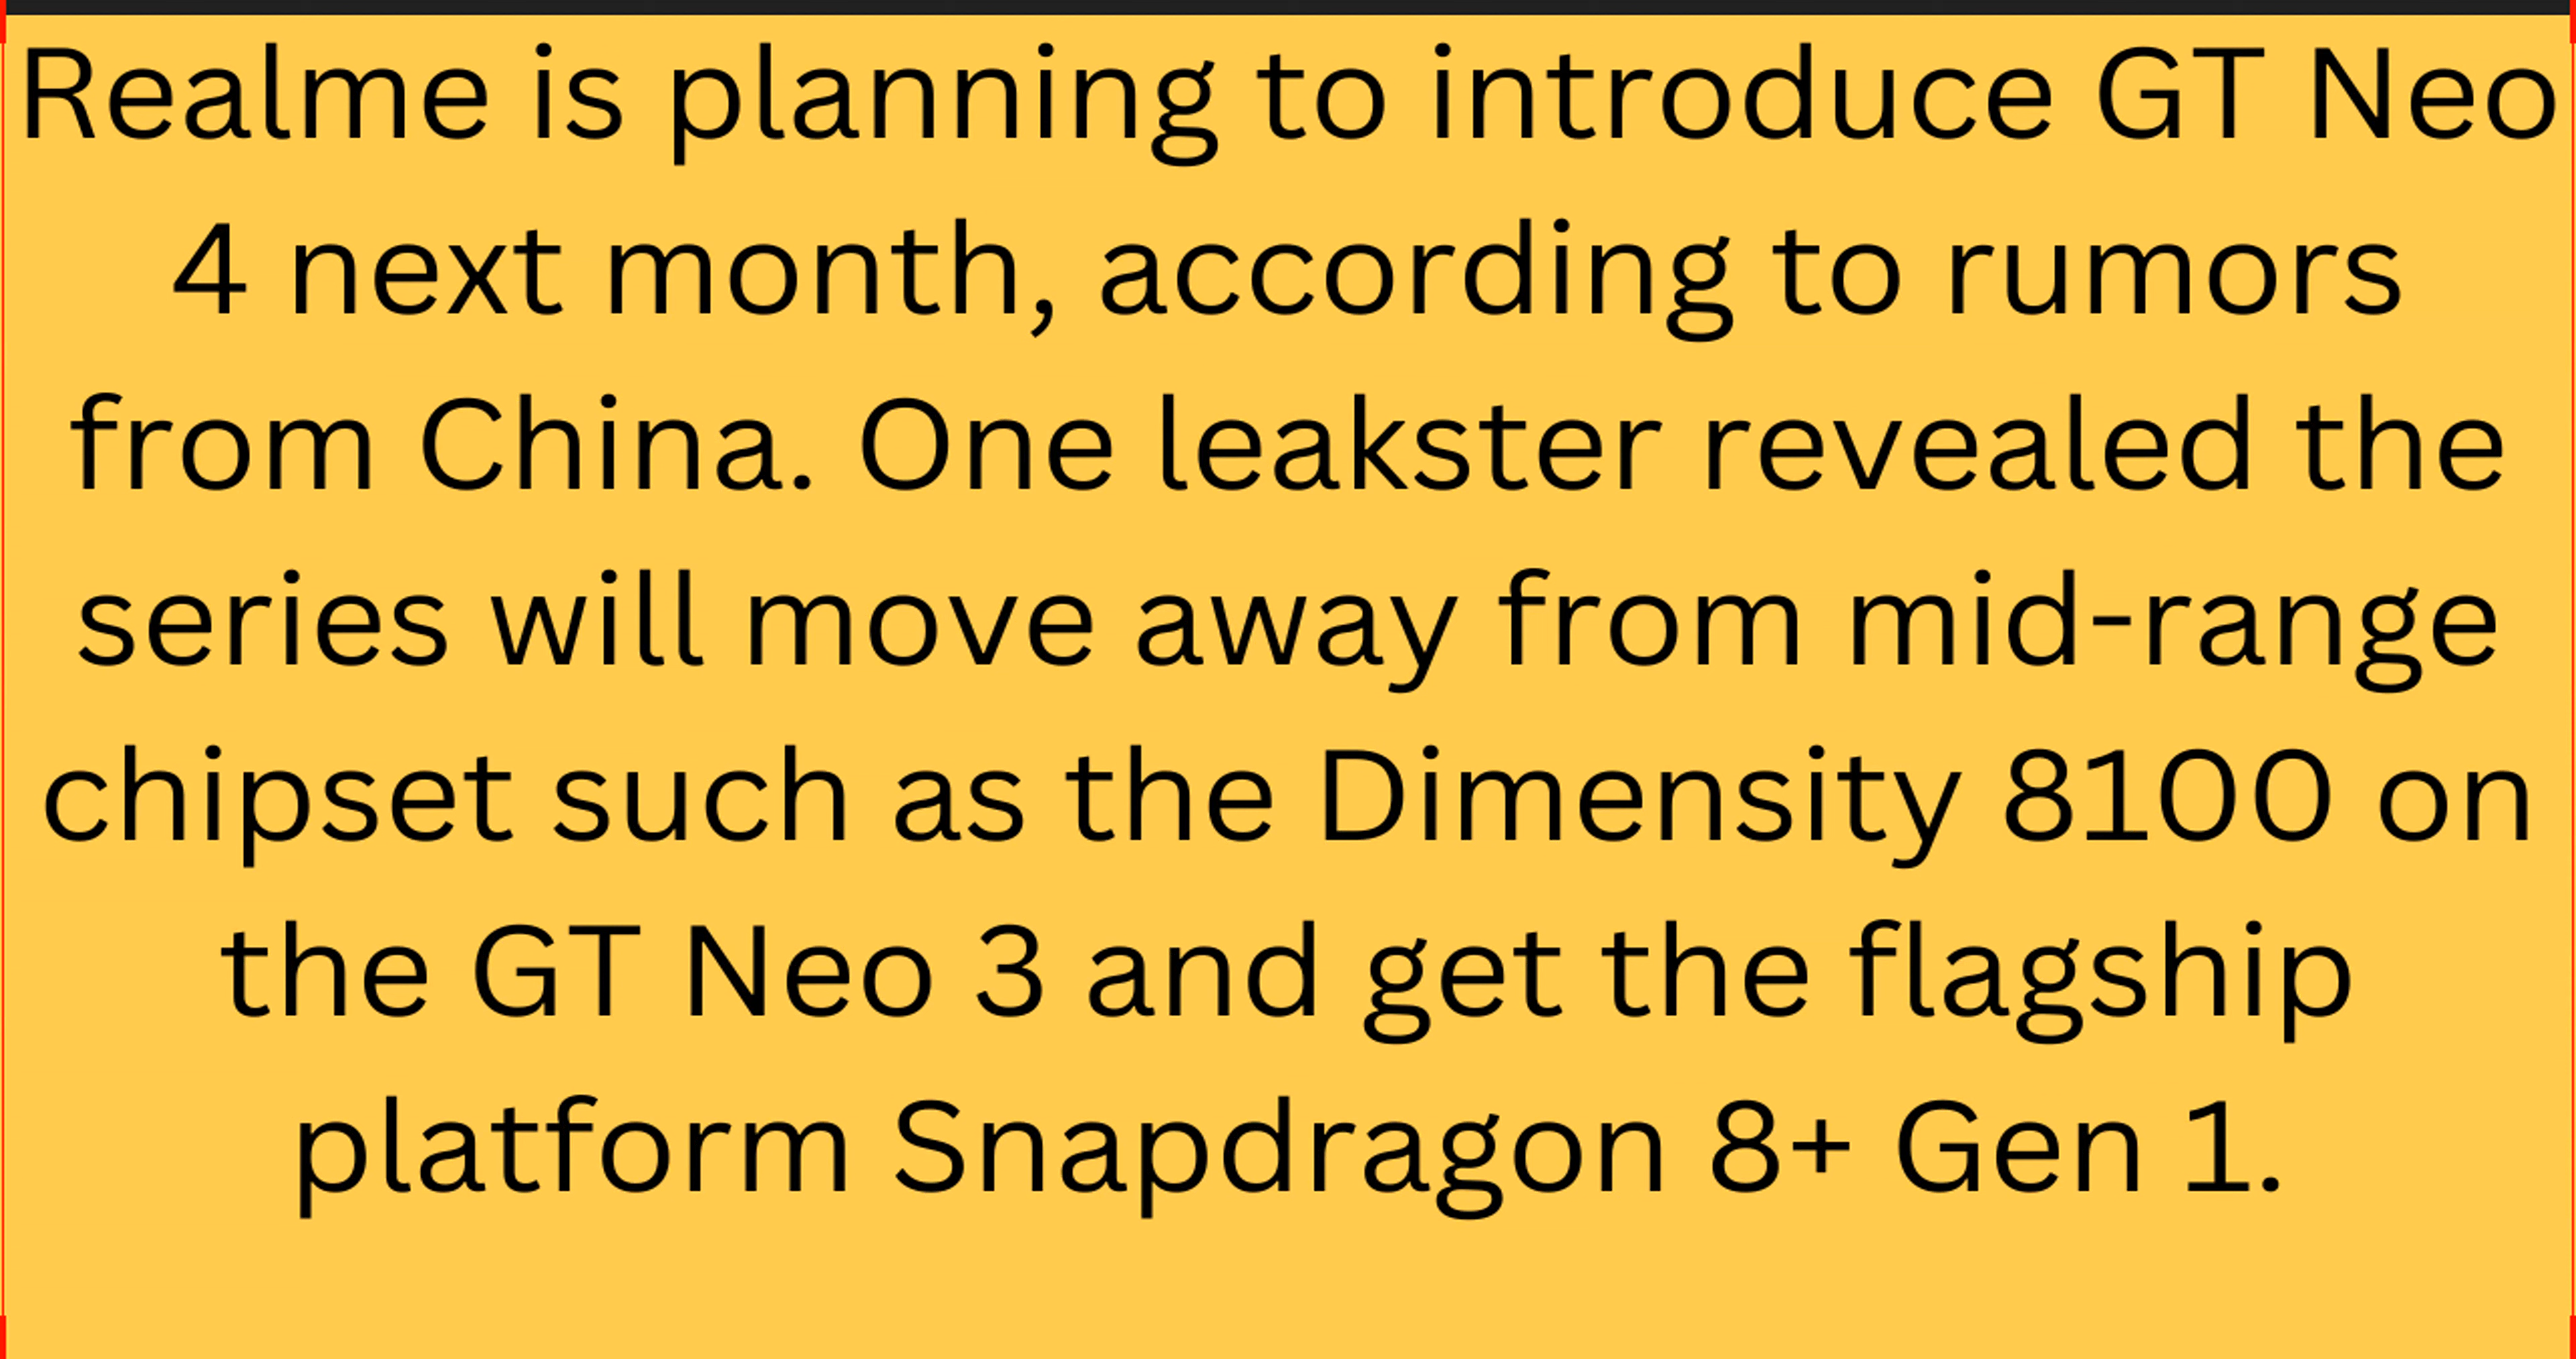 Realme is planning to introduce GT Neo
4 next month, according to rumors
from China. One leakster revealed the
series will move away from mid-range
chipset such as the Dimensity 8100 on
the GT Neo 3 and get the flagship
platform Snapdragon 8+ Gen 1.